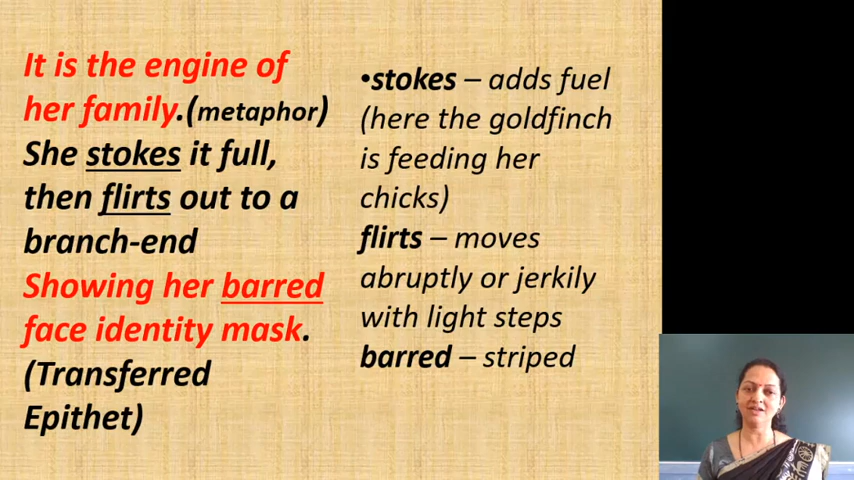 It is the engine of
her family.(metaphor)
She stokes it full,
then flirts out to a
branch-end
Showing her barred
face identity mask.
(Transferred
Epithet)
•stokes – adds fuel
(here the goldfinch
is feeding her
chicks)
flirts – moves
abruptly or jerkily
with light steps
barred – striped